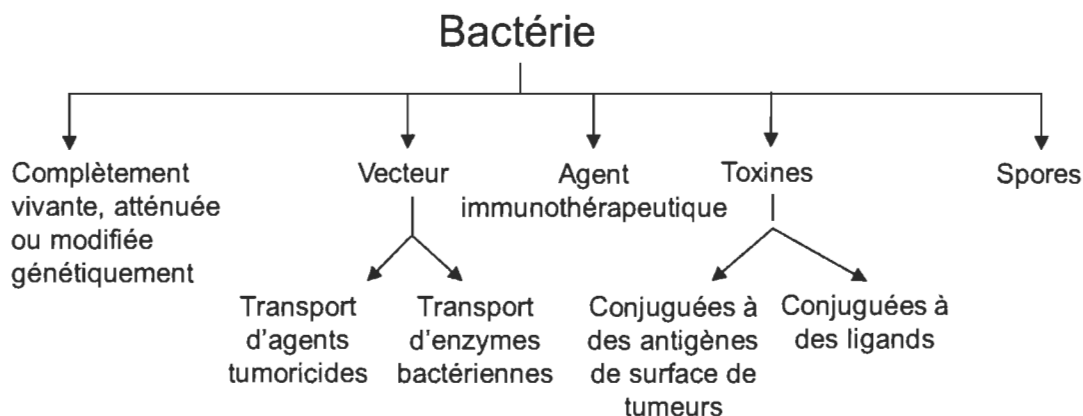 Bactérie
Complètement
vivante, atténuée
ou modifiée
génétiquement
Vecteur
Agent
immunothérapeutique
Toxines
Spores
Transport
d'agents
tumoricides
Transport
d'enzymes
bactériennes
Conjuguées à
des antigènes
de surface de
tumeurs
Conjuguées à
des ligands